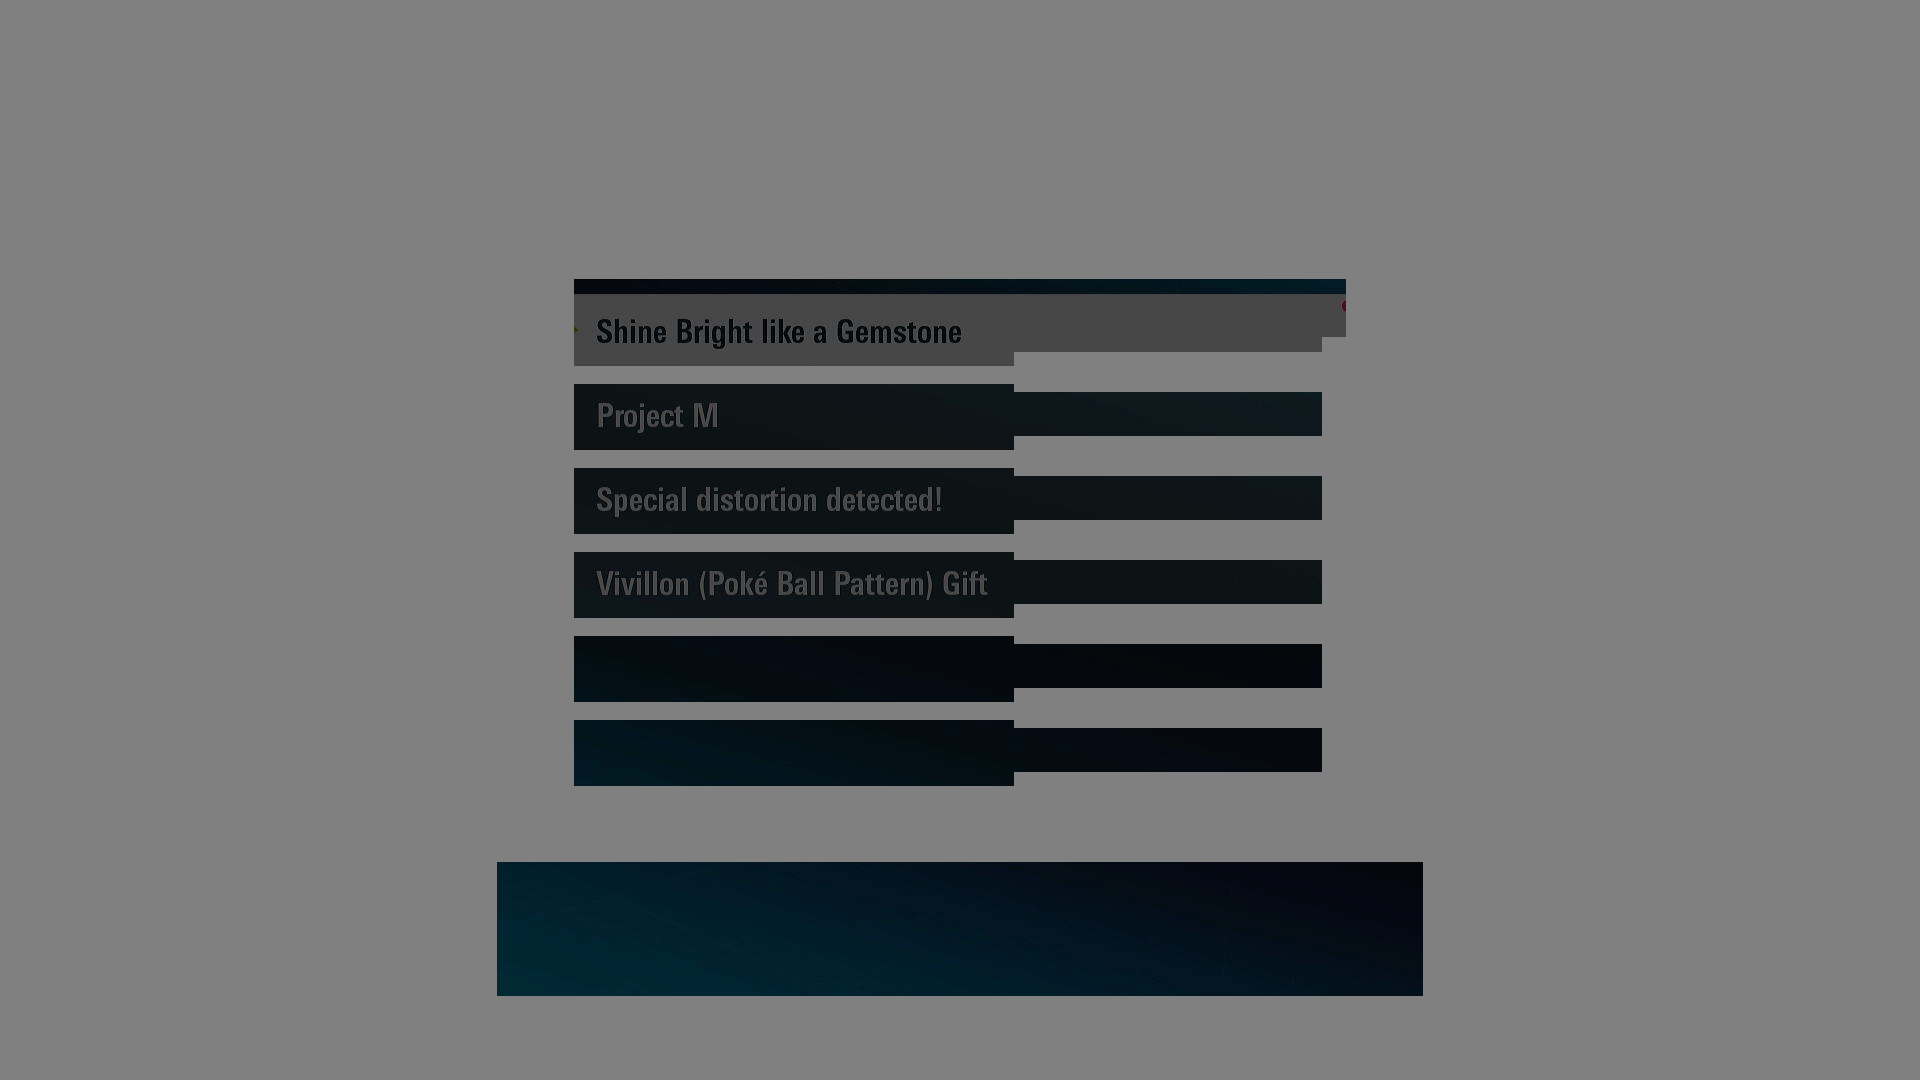 Shine Bright like a Gemstone
Project M
Special distortion detected!
Vivillon (Poké Ball Pattern) Gift